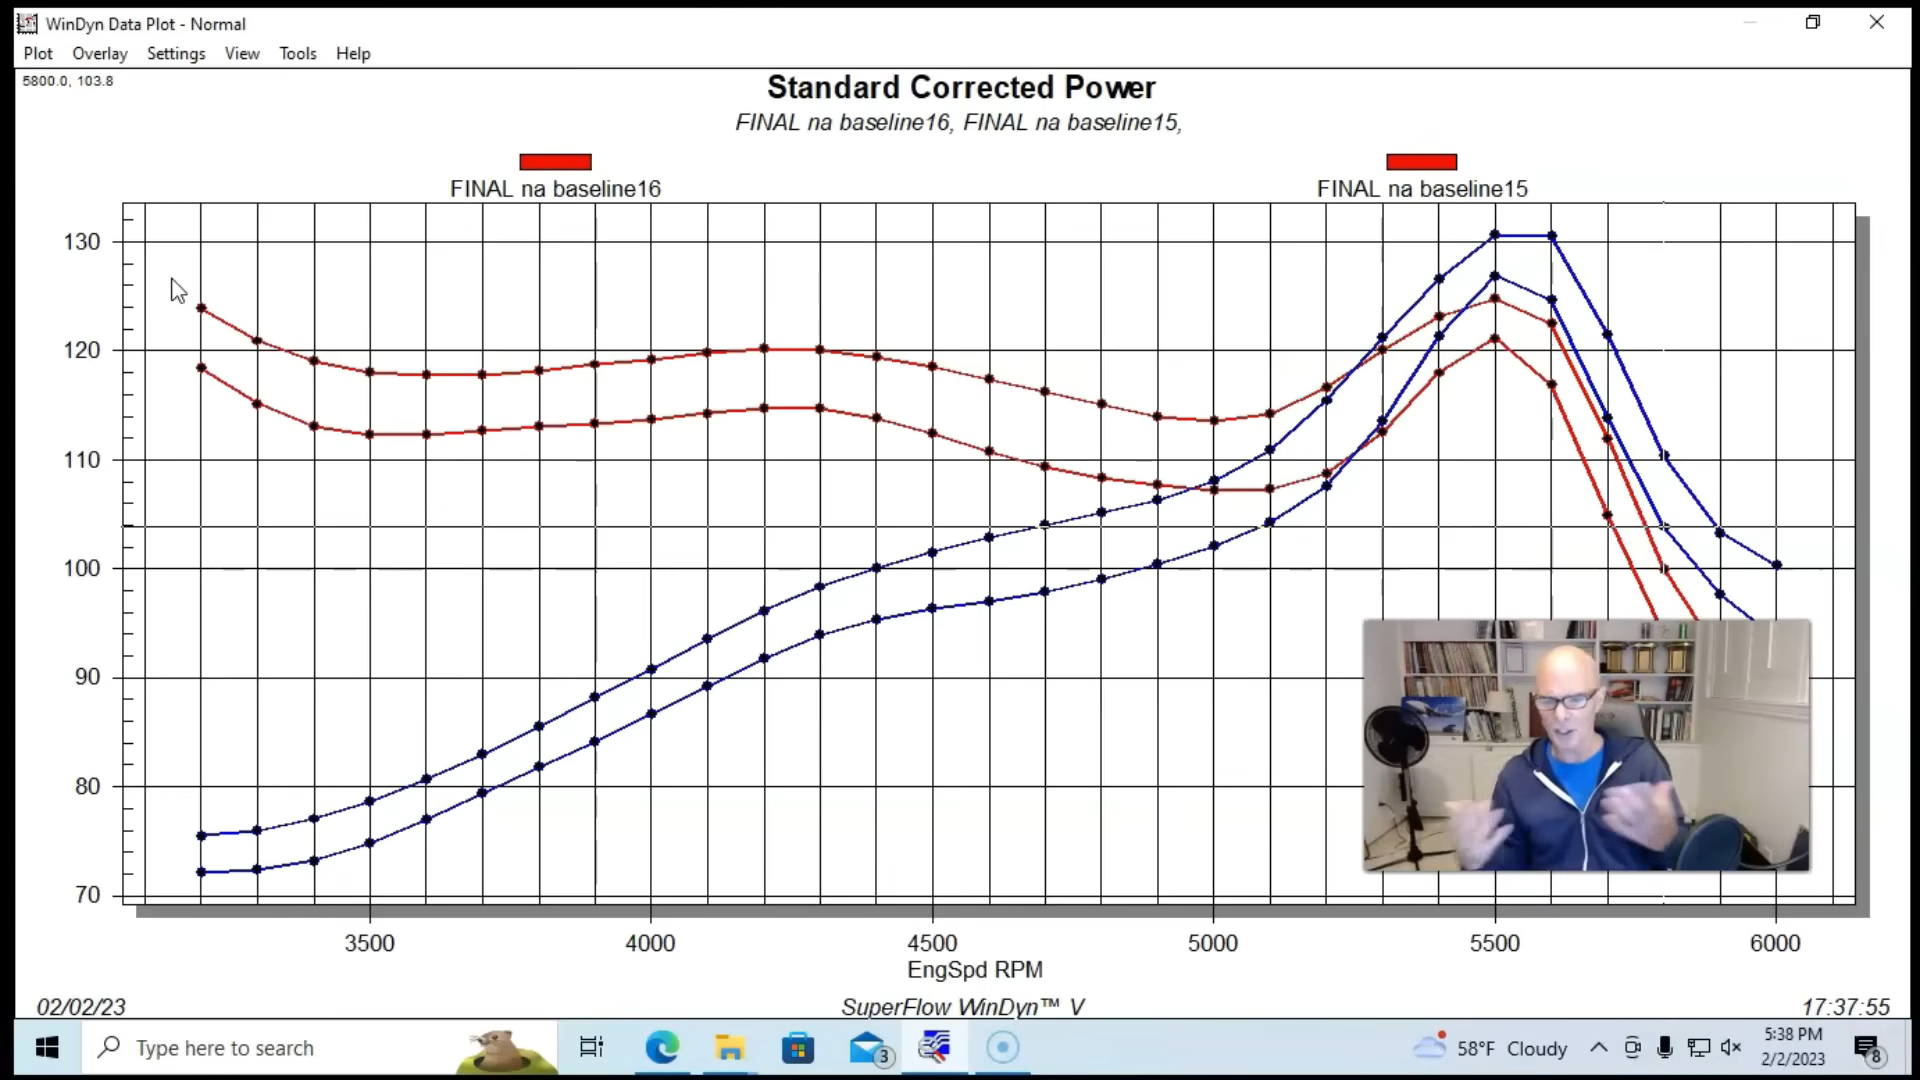 WinDyn Data Plot - Normal
Plot Overlay Settings View Tools Help
5800.0, 103.8
Standard Corrected Power
FINAL na baseline16, FINAL na baseline15,
FINAL na baseline16
FINAL na baseline15
130
120
110
100
90
80
70
3500 4000 4500 5000 5500 6000
EngSpd RPM
02/02/23 SuperFlow WinDyn™ V 17:37:55
Type here to search
3
58°F Cloudy
5:38 PM
2/2/2023
8